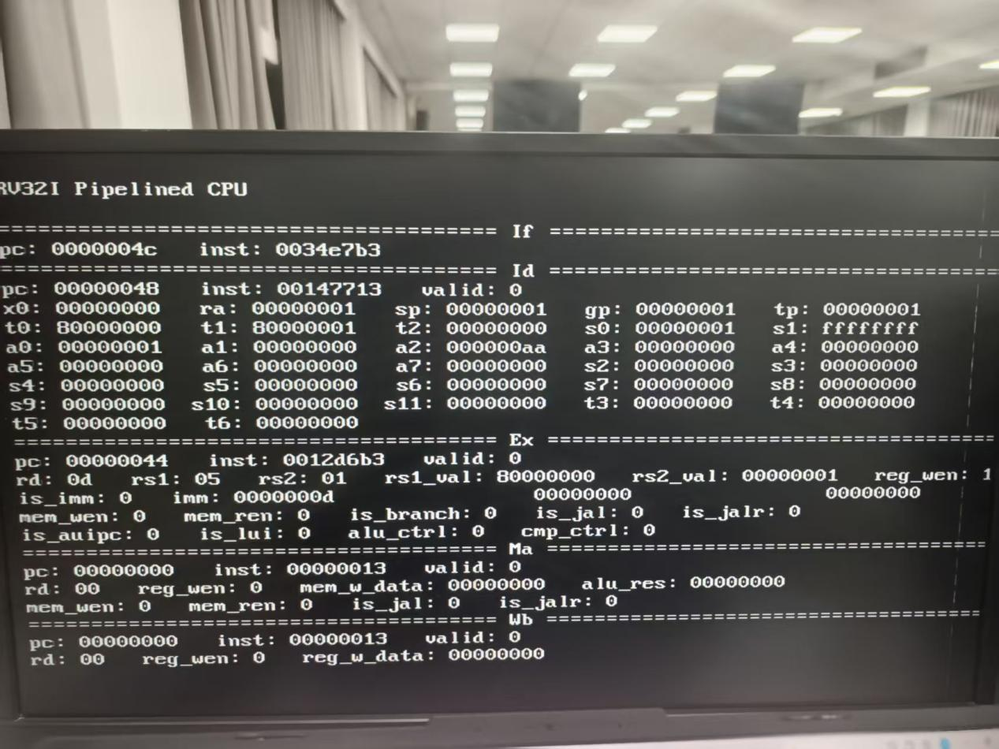 RV32I Pipelined CPU
=================================== If ===================================
pc: 0000004c inst: 0034e7b3
=================================== Id ===================================
pc: 00000048 inst: 00147713 valid: 0
x0: 00000000 ra: 00000001 sp: 00000001 gp: 00000001 tp: 00000001
t0: 80000000 t1: 80000001 t2: 00000000 s0: 00000001 s1: ffffffff
a0: 00000001 a1: 00000000 a2: 000000aa a3: 00000000 a4: 00000000
a5: 00000000 a6: 00000000 a7: 00000000 s2: 00000000 s3: 00000000
s4: 00000000 s5: 00000000 s6: 00000000 s7: 00000000 s8: 00000000
s9: 00000000 s10: 00000000 s11: 00000000 t3: 00000000 t4: 00000000
t5: 00000000 t6: 00000000
=================================== Ex ===================================
pc: 00000044 inst: 0012d6b3 valid: 0
rd: 0d rs1: 05 rs2: 01 rs1_val: 80000000 rs2_val: 00000001 reg_wen: 1
is_imm: 0 imm: 0000000d 00000000 00000000
mem_wen: 0 mem_ren: 0 is_branch: 0 is_jal: 0 is_jalr: 0
is_auipc: 0 is_lui: 0 alu_ctrl: 0 cmp_ctrl: 0
=================================== Ma ===================================
pc: 00000000 inst: 00000013 valid: 0
rd: 00 reg_wen: 0 mem_w_data: 00000000 alu_res: 00000000
mem_wen: 0 mem_ren: 0 is_jal: 0 is_jalr: 0
=================================== Wb ===================================
pc: 00000000 inst: 00000013 valid: 0
rd: 00 reg_wen: 0 reg_w_data: 00000000